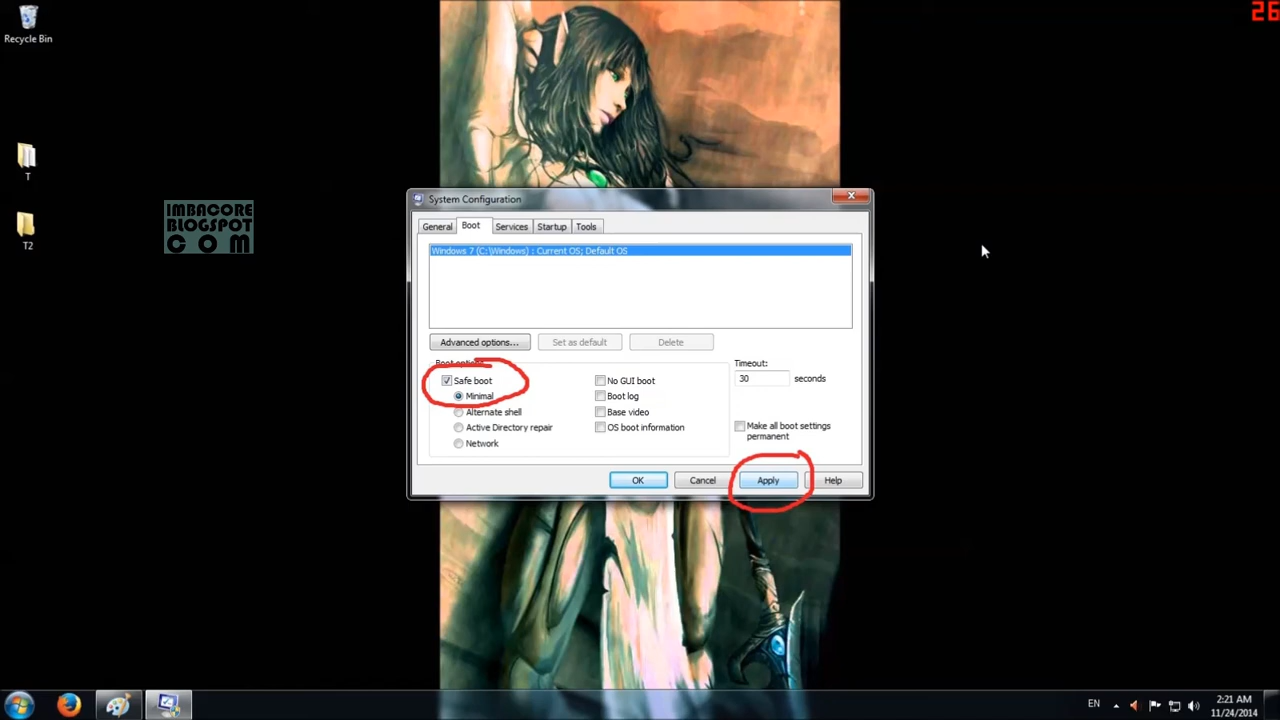 26
Recycle Bin
T
T2
IMBACORE
BLOGSPOT
COM
System Configuration
General Boot Services Startup Tools
Windows 7 (C:\Windows) : Current OS; Default OS
Advanced options... Set as default Delete
Boot options
Safe boot
Minimal
Alternate shell
Active Directory repair
Network
No GUI boot
Boot log
Base video
OS boot information
Timeout:
30 seconds
Make all boot settings
permanent
OK Cancel Apply Help
EN
2:21 AM
11/24/2014